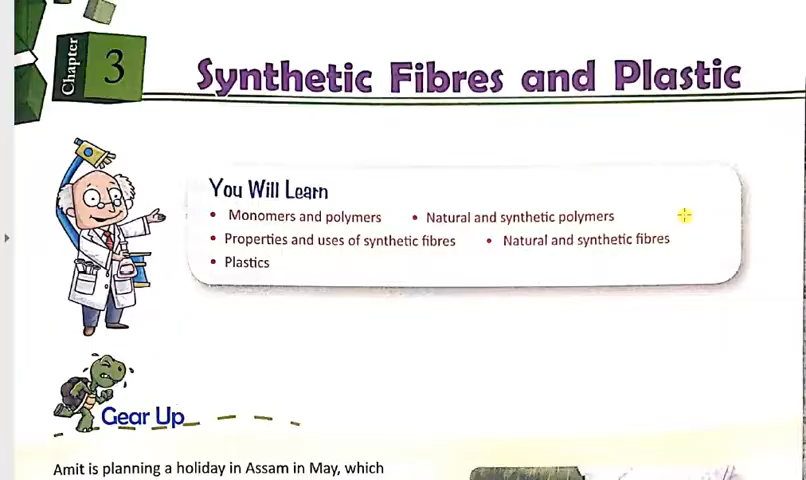 Chapter 3
Synthetic Fibres and Plastic
You Will Learn
• Monomers and polymers • Natural and synthetic polymers
• Properties and uses of synthetic fibres • Natural and synthetic fibres
• Plastics
Gear Up
Amit is planning a holiday in Assam in May, which